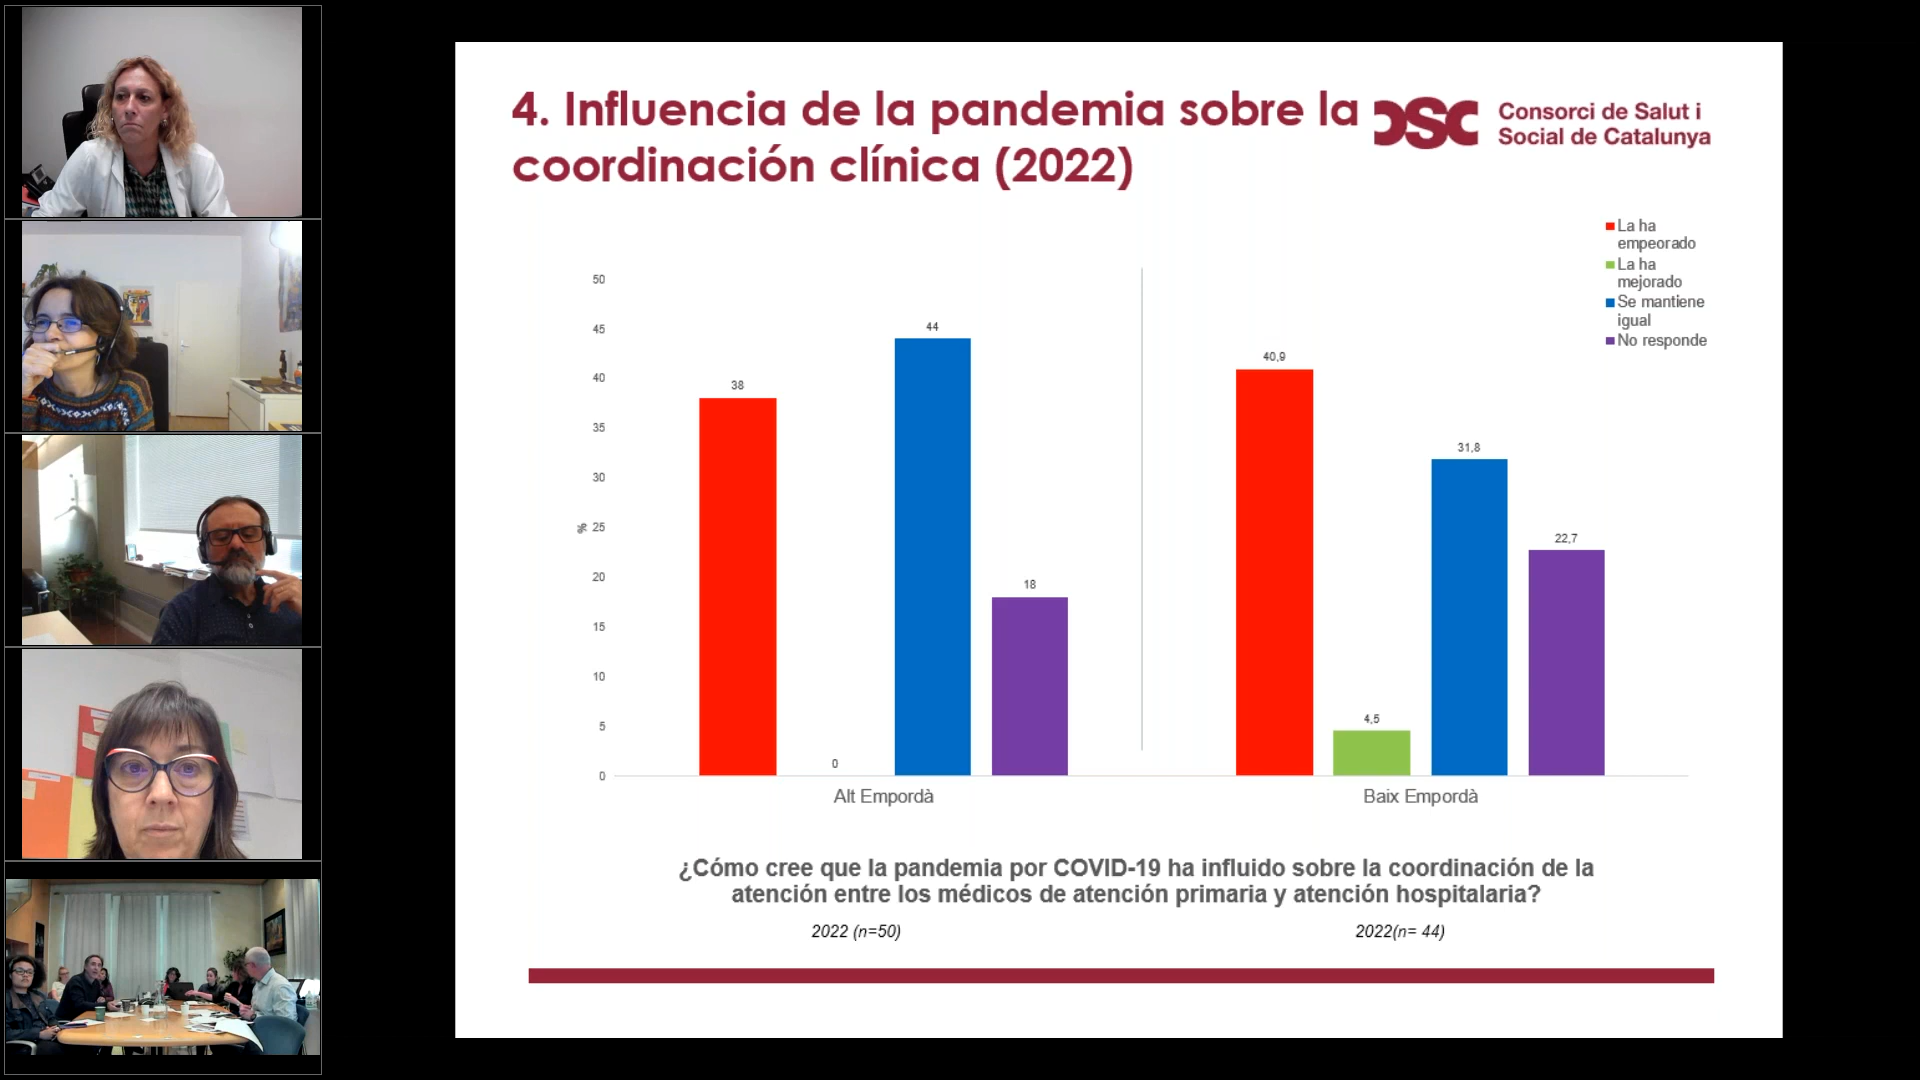 4. Influencia de la pandemia sobre la
coordinación clínica (2022)
CSC
Consorci de Salut i
Social de Catalunya
La ha
empeorado
La ha
mejorado
Se mantiene
igual
No responde
50
45
40
35
30
25
20
15
10
5
0
%
38
0
44
18
40,9
4,5
31,8
22,7
Alt Empordà
Baix Empordà
¿Cómo cree que la pandemia por COVID-19 ha influido sobre la coordinación de la
atención entre los médicos de atención primaria y atención hospitalaria?
2022 (n=50)
2022(n= 44)